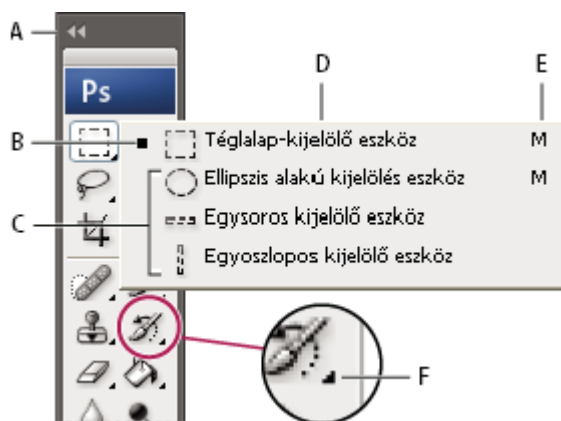 A
D
E
Ps
B
Téglalap-kijelölő eszköz M
Ellipszis alakú kijelölés eszköz M
C
Egysoros kijelölő eszköz
Egyoszlopos kijelölő eszköz
F